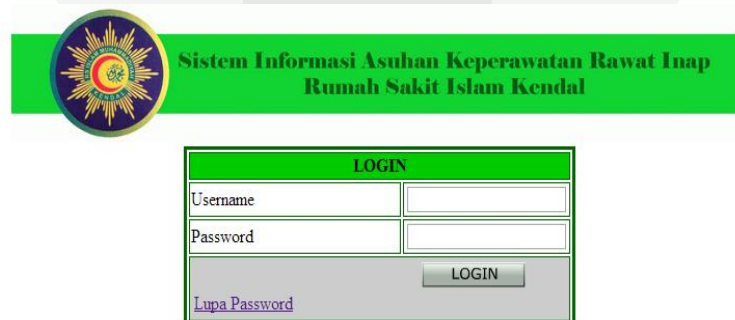 Sistem Informasi Asuhan Keperawatan Rawat Inap
Rumah Sakit Islam Kendal
LOGIN
Username
Password
LOGIN
Lupa Password